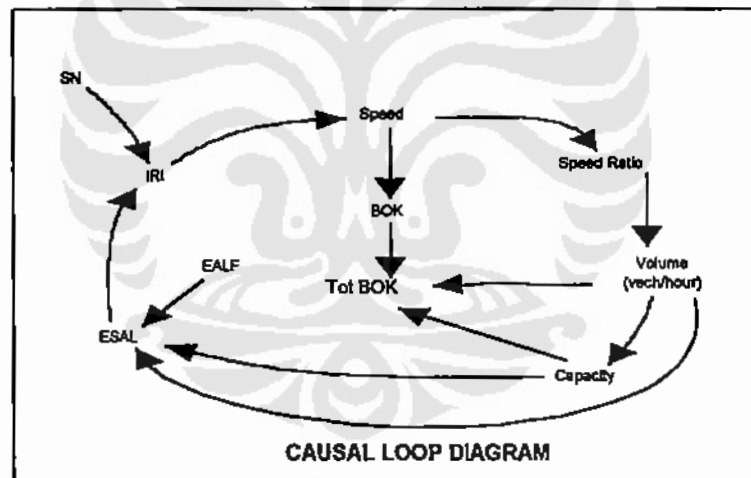 SN
Speed
Speed Ratio
IRI
BOK
EALF
Tot BOK
Volume
(vech/hour)
ESAL
Capacity
CAUSAL LOOP DIAGRAM